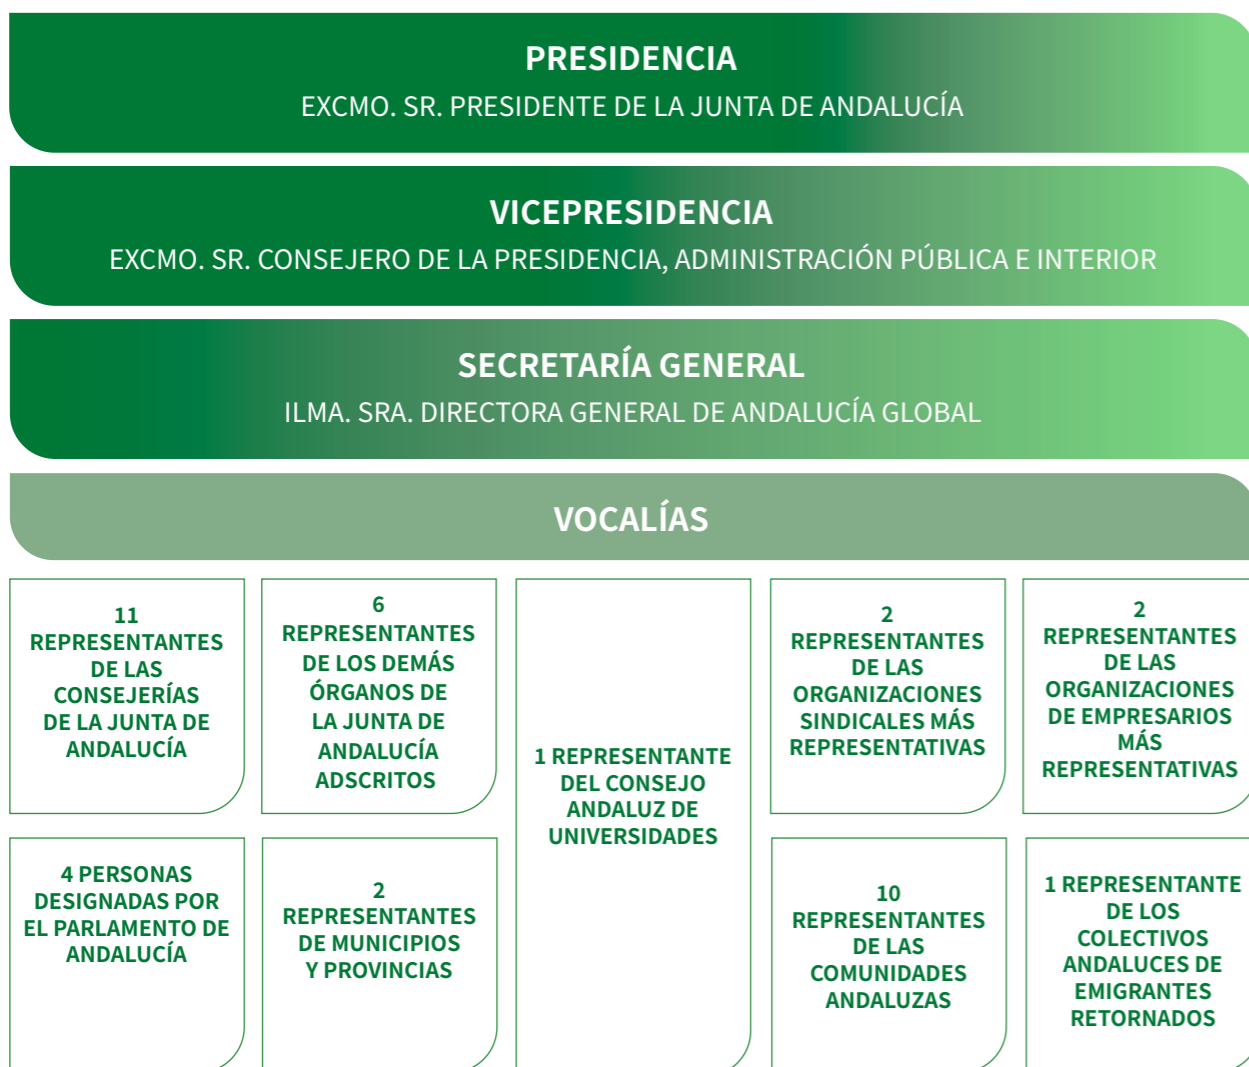 PRESIDENCIA
EXCMO. SR. PRESIDENTE DE LA JUNTA DE ANDALUCÍA
VICEPRESIDENCIA
EXCMO. SR. CONSEJERO DE LA PRESIDENCIA, ADMINISTRACIÓN PÚBLICA E INTERIOR
SECRETARÍA GENERAL
ILMA. SRA. DIRECTORA GENERAL DE ANDALUCÍA GLOBAL
VOCALÍAS
11
REPRESENTANTES
DE LAS
CONSEJERÍAS
DE LA JUNTA DE
ANDALUCÍA
6
REPRESENTANTES
DE LOS DEMÁS
ÓRGANOS DE
LA JUNTA DE
ANDALUCÍA
ADSCRITOS
1 REPRESENTANTE
DEL CONSEJO
ANDALUZ DE
UNIVERSIDADES
2
REPRESENTANTES
DE LAS
ORGANIZACIONES
SINDICALES MÁS
REPRESENTATIVAS
2
REPRESENTANTES
DE LAS
ORGANIZACIONES
DE EMPRESARIOS
MÁS
REPRESENTATIVAS
4 PERSONAS
DESIGNADAS POR
EL PARLAMENTO DE
ANDALUCÍA
2
REPRESENTANTES
DE MUNICIPIOS
Y PROVINCIAS
10
REPRESENTANTES
DE LAS
COMUNIDADES
ANDALUZAS
1 REPRESENTANTE
DE LOS
COLECTIVOS
ANDALUCES DE
EMIGRANTES
RETORNADOS